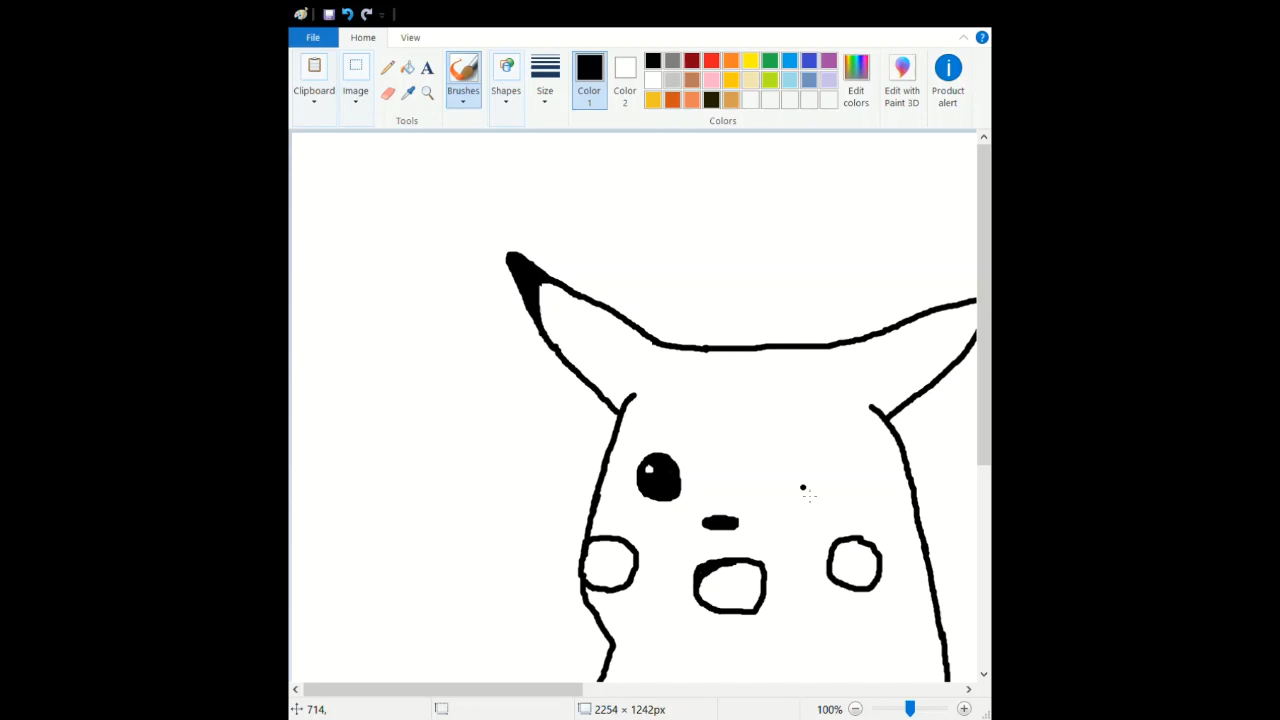 File Home View
Clipboard Image Brushes Shapes Size Color 1 Color 2 Edit colors Edit with Paint 3D Product alert
Tools Colors
714, 2254 × 1242px 100%